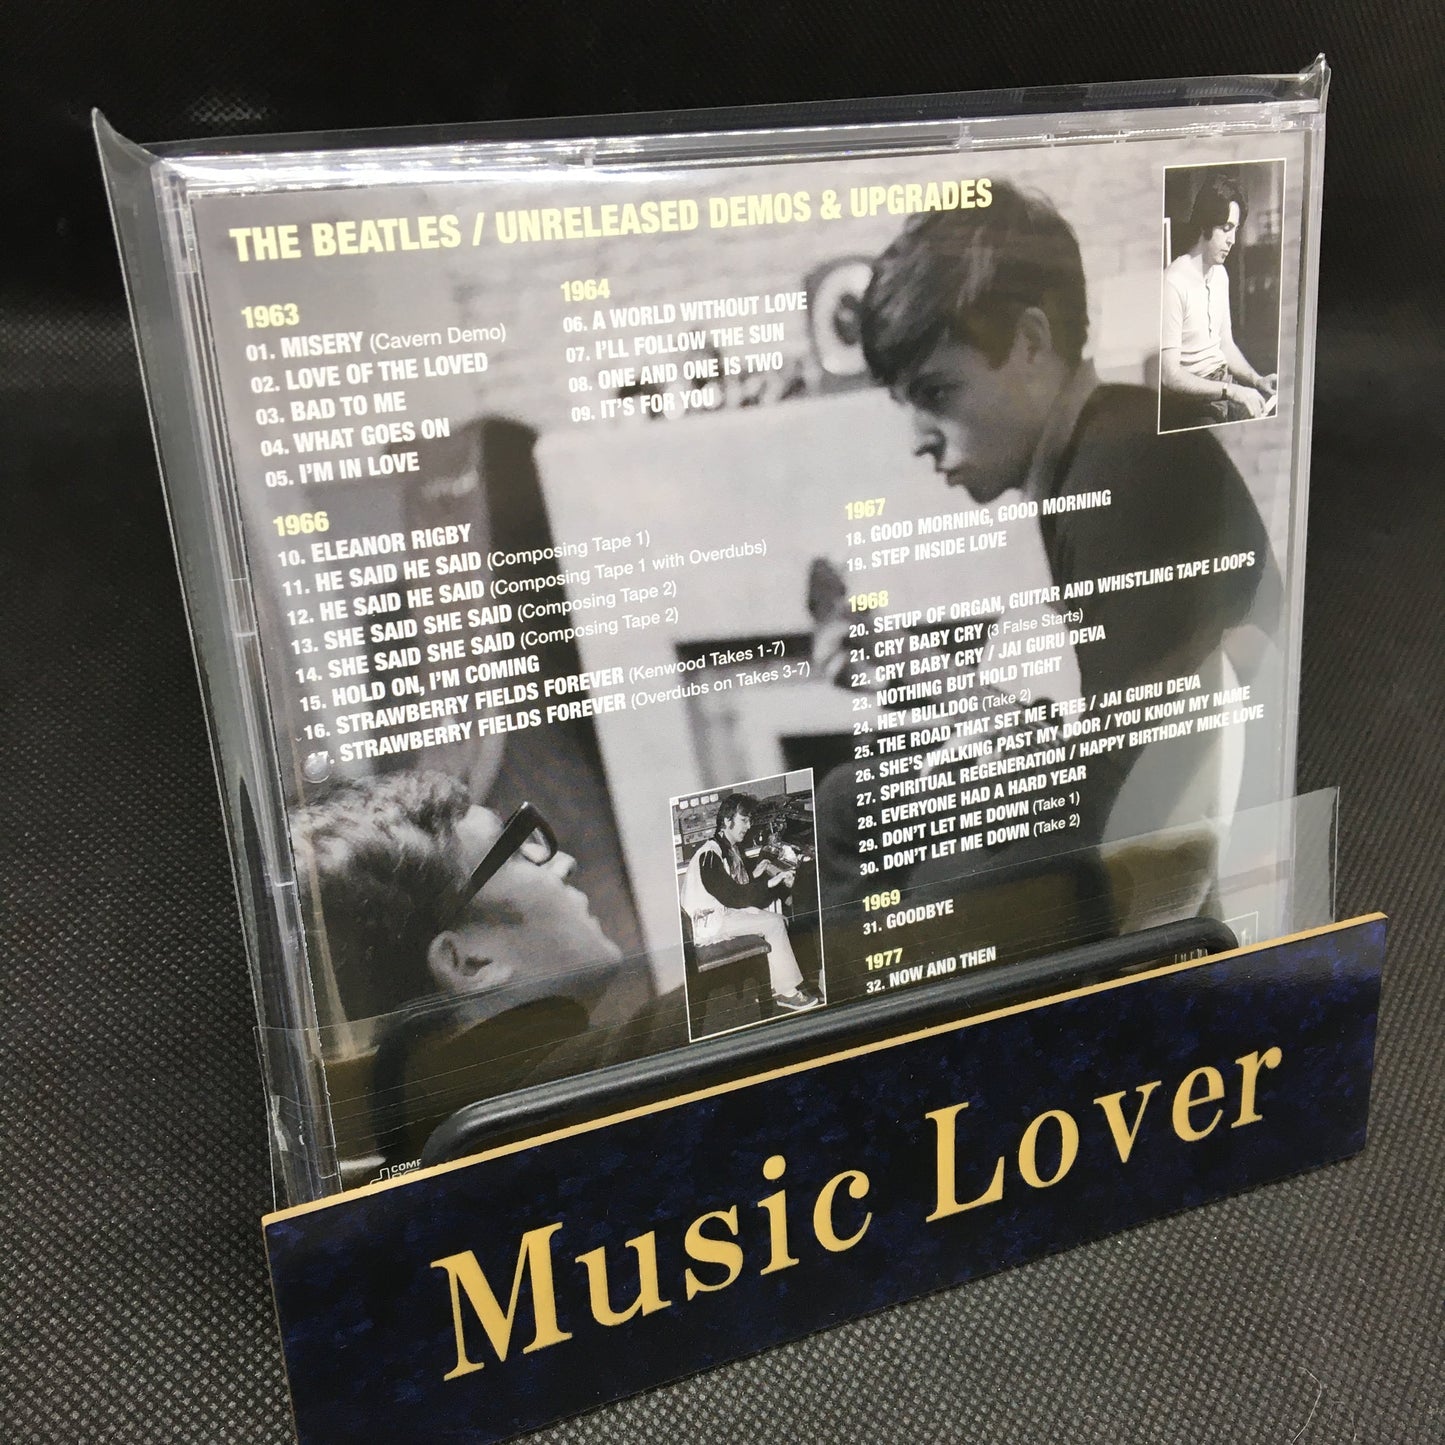 THE BEATLES / UNRELEASED DEMOS & UPGRADES
1963
01. MISERY (Cavern Demo)
02. LOVE OF THE LOVED
03. BAD TO ME
04. WHAT GOES ON
05. I'M IN LOVE
1964
06. A WORLD WITHOUT LOVE
07. I'LL FOLLOW THE SUN
08. ONE AND ONE IS TWO
09. IT'S FOR YOU
1966
10. ELEANOR RIGBY
11. HE SAID HE SAID (Composing Tape 1)
12. HE SAID HE SAID (Composing Tape 1 with Overdubs)
13. SHE SAID SHE SAID (Composing Tape 2)
14. SHE SAID SHE SAID (Composing Tape 2)
15. HOLD ON, I'M COMING
16. STRAWBERRY FIELDS FOREVER (Kenwood Takes 1-7)
17. STRAWBERRY FIELDS FOREVER (Overdubs on Takes 3-7)
1967
18. GOOD MORNING, GOOD MORNING
19. STEP INSIDE LOVE
1968
20. SETUP OF ORGAN, GUITAR AND WHISTLING TAPE LOOPS
21. CRY BABY CRY (3 False Starts)
22. CRY BABY CRY / JAI GURU DEVA
23. NOTHING BUT HOLD TIGHT
24. HEY BULLDOG (Take 2)
25. THE ROAD THAT SET ME FREE / JAI GURU DEVA
26. SHE'S WALKING PAST MY DOOR / YOU KNOW MY NAME
27. SPIRITUAL REGENERATION / HAPPY BIRTHDAY MIKE LOVE
28. EVERYONE HAD A HARD YEAR
29. DON'T LET ME DOWN (Take 1)
30. DON'T LET ME DOWN (Take 2)
1969
31. GOODBYE
1977
32. NOW AND THEN
Music Lover